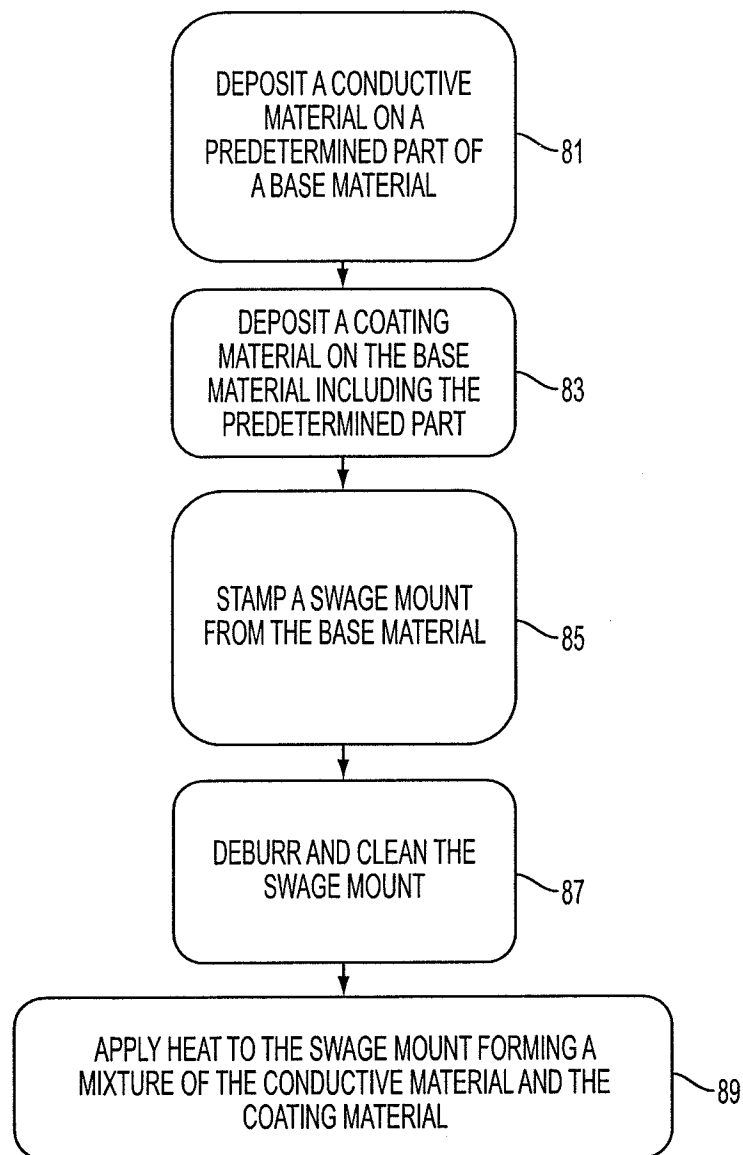 DEPOSIT A CONDUCTIVE
MATERIAL ON A
PREDETERMINED PART OF
A BASE MATERIAL
81
DEPOSIT A COATING
MATERIAL ON THE BASE
MATERIAL INCLUDING THE
PREDETERMINED PART
83
STAMP A SWAGE MOUNT
FROM THE BASE MATERIAL
85
DEBURR AND CLEAN THE
SWAGE MOUNT
87
APPLY HEAT TO THE SWAGE MOUNT FORMING A
MIXTURE OF THE CONDUCTIVE MATERIAL AND THE
COATING MATERIAL
89